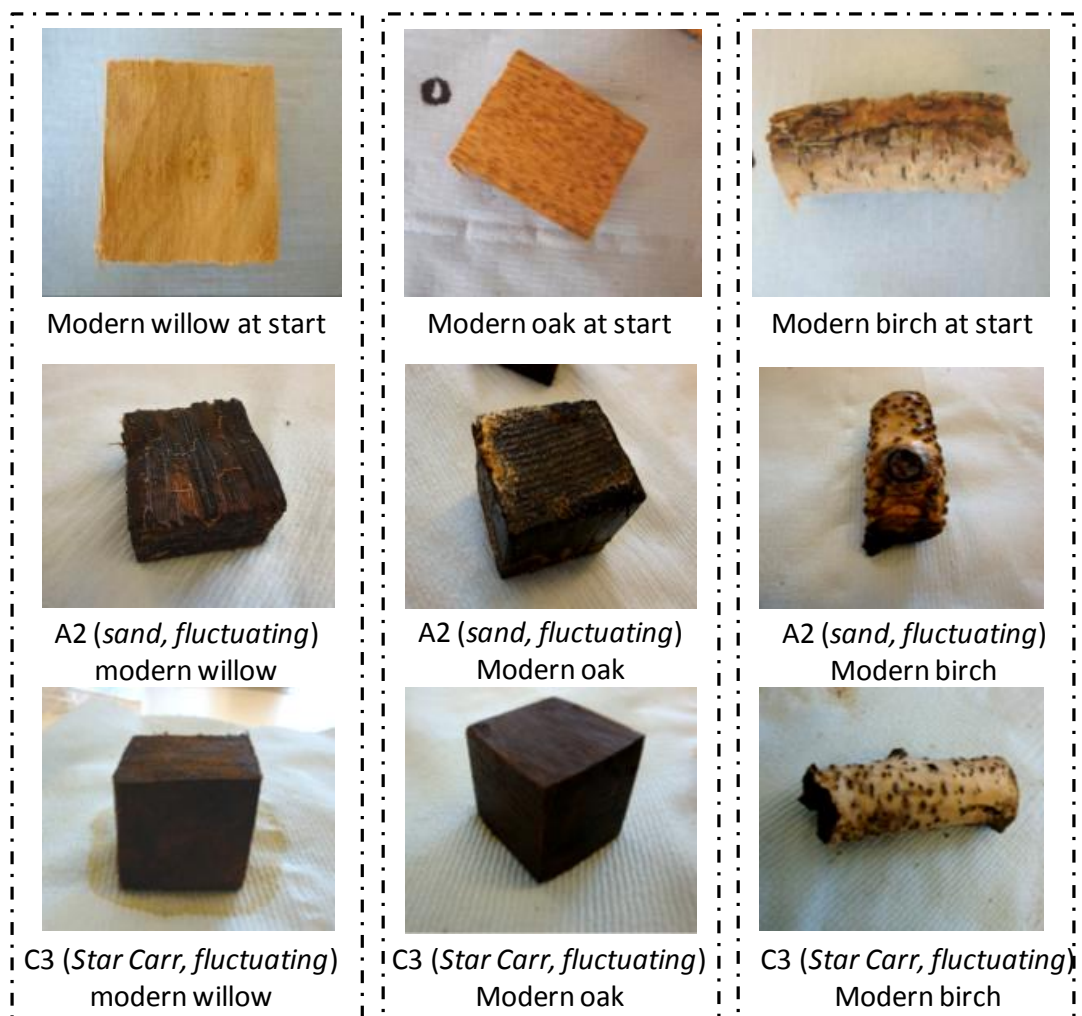 Modern willow at start
Modern oak at start
Modern birch at start
A2 (sand, fluctuating)
modern willow
A2 (sand, fluctuating)
Modern oak
A2 (sand, fluctuating)
Modern birch
C3 (Star Carr, fluctuating)
modern willow
C3 (Star Carr, fluctuating)
Modern oak
C3 (Star Carr, fluctuating)
Modern birch